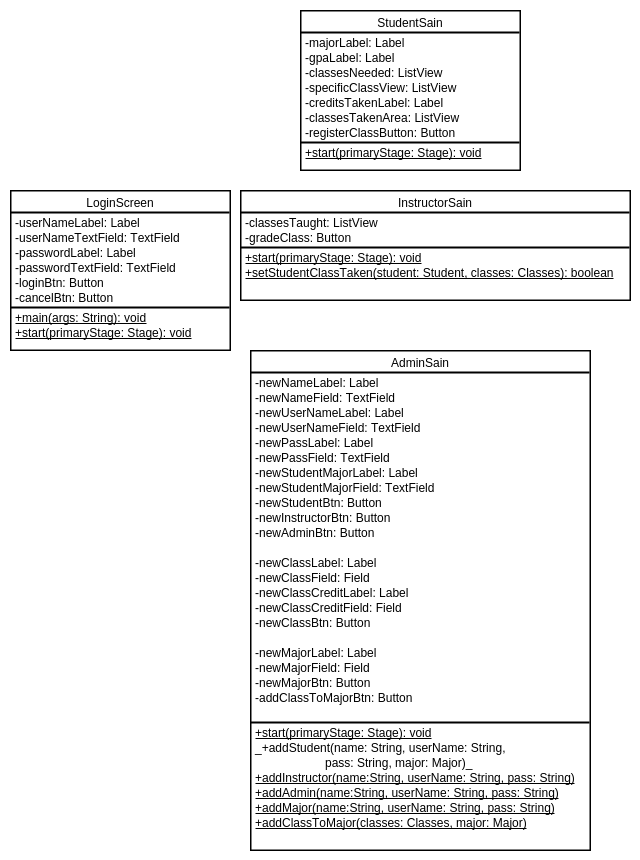 StudentSain
-majorLabel: Label
-gpaLabel: Label
-classesNeeded: ListView
-specificClassView: ListView
-creditsTakenLabel: Label
-classesTakenArea: ListView
-registerClassButton: Button
+start(primaryStage: Stage): void
LoginScreen
-userNameLabel: Label
-userNameTextField: TextField
-passwordLabel: Label
-passwordTextField: TextField
-loginBtn: Button
-cancelBtn: Button
+main(args: String): void
+start(primaryStage: Stage): void
InstructorSain
-classesTaught: ListView
-gradeClass: Button
+start(primaryStage: Stage): void
+setStudentClassTaken(student: Student, classes: Classes): boolean
AdminSain
-newNameLabel: Label
-newNameField: TextField
-newUserNameLabel: Label
-newUserNameField: TextField
-newPassLabel: Label
-newPassField: TextField
-newStudentMajorLabel: Label
-newStudentMajorField: TextField
-newStudentBtn: Button
-newInstructorBtn: Button
-newAdminBtn: Button
-newClassLabel: Label
-newClassField: Field
-newClassCreditLabel: Label
-newClassCreditField: Field
-newClassBtn: Button
-newMajorLabel: Label
-newMajorField: Field
-newMajorBtn: Button
-addClassToMajorBtn: Button
+start(primaryStage: Stage): void
_+addStudent(name: String, userName: String,
pass: String, major: Major)_
+addInstructor(name:String, userName: String, pass: String)
+addAdmin(name:String, userName: String, pass: String)
+addMajor(name:String, userName: String, pass: String)
+addClassToMajor(classes: Classes, major: Major)